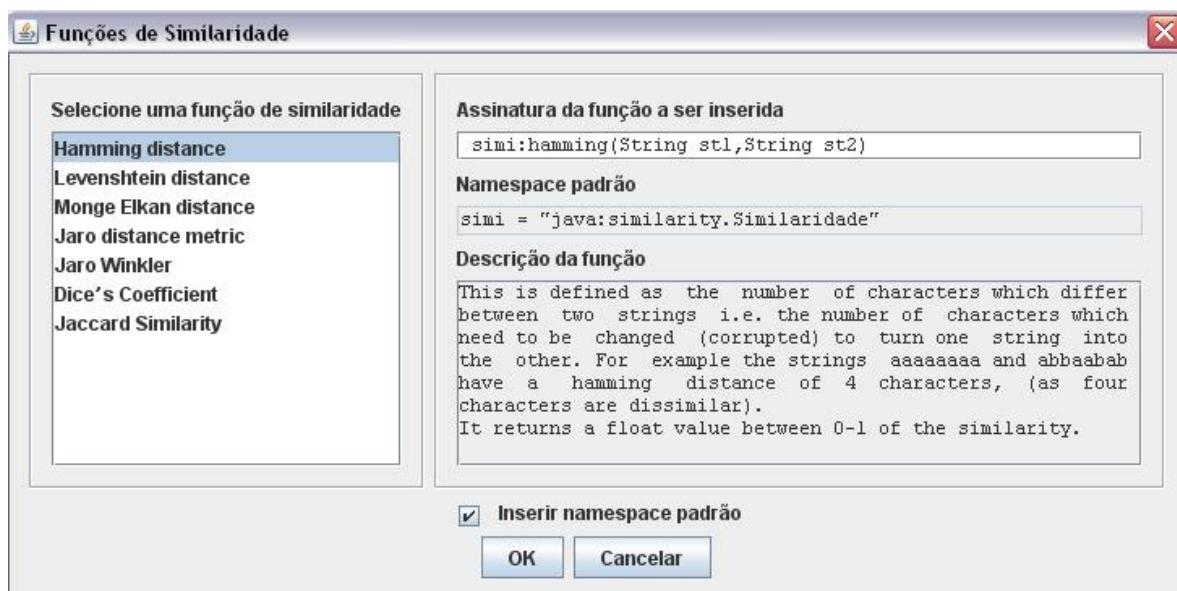 Funções de Similaridade
Selecione uma função de similaridade
Hamming distance
Levenshtein distance
Monge Elkan distance
Jaro distance metric
Jaro Winkler
Dice's Coefficient
Jaccard Similarity
Assinatura da função a ser inserida
simi:hamming(String st1,String st2)
Namespace padrão
simi = "java:similarity.Similaridade"
Descrição da função
This is defined as the number of characters which differ
between two strings i.e. the number of characters which
need to be changed (corrupted) to turn one string into
the other. For example the strings aaaaaaaa and abbaabab
have a hamming distance of 4 characters, (as four
characters are dissimilar).
It returns a float value between 0-1 of the similarity.
Inserir namespace padrão
OK
Cancelar